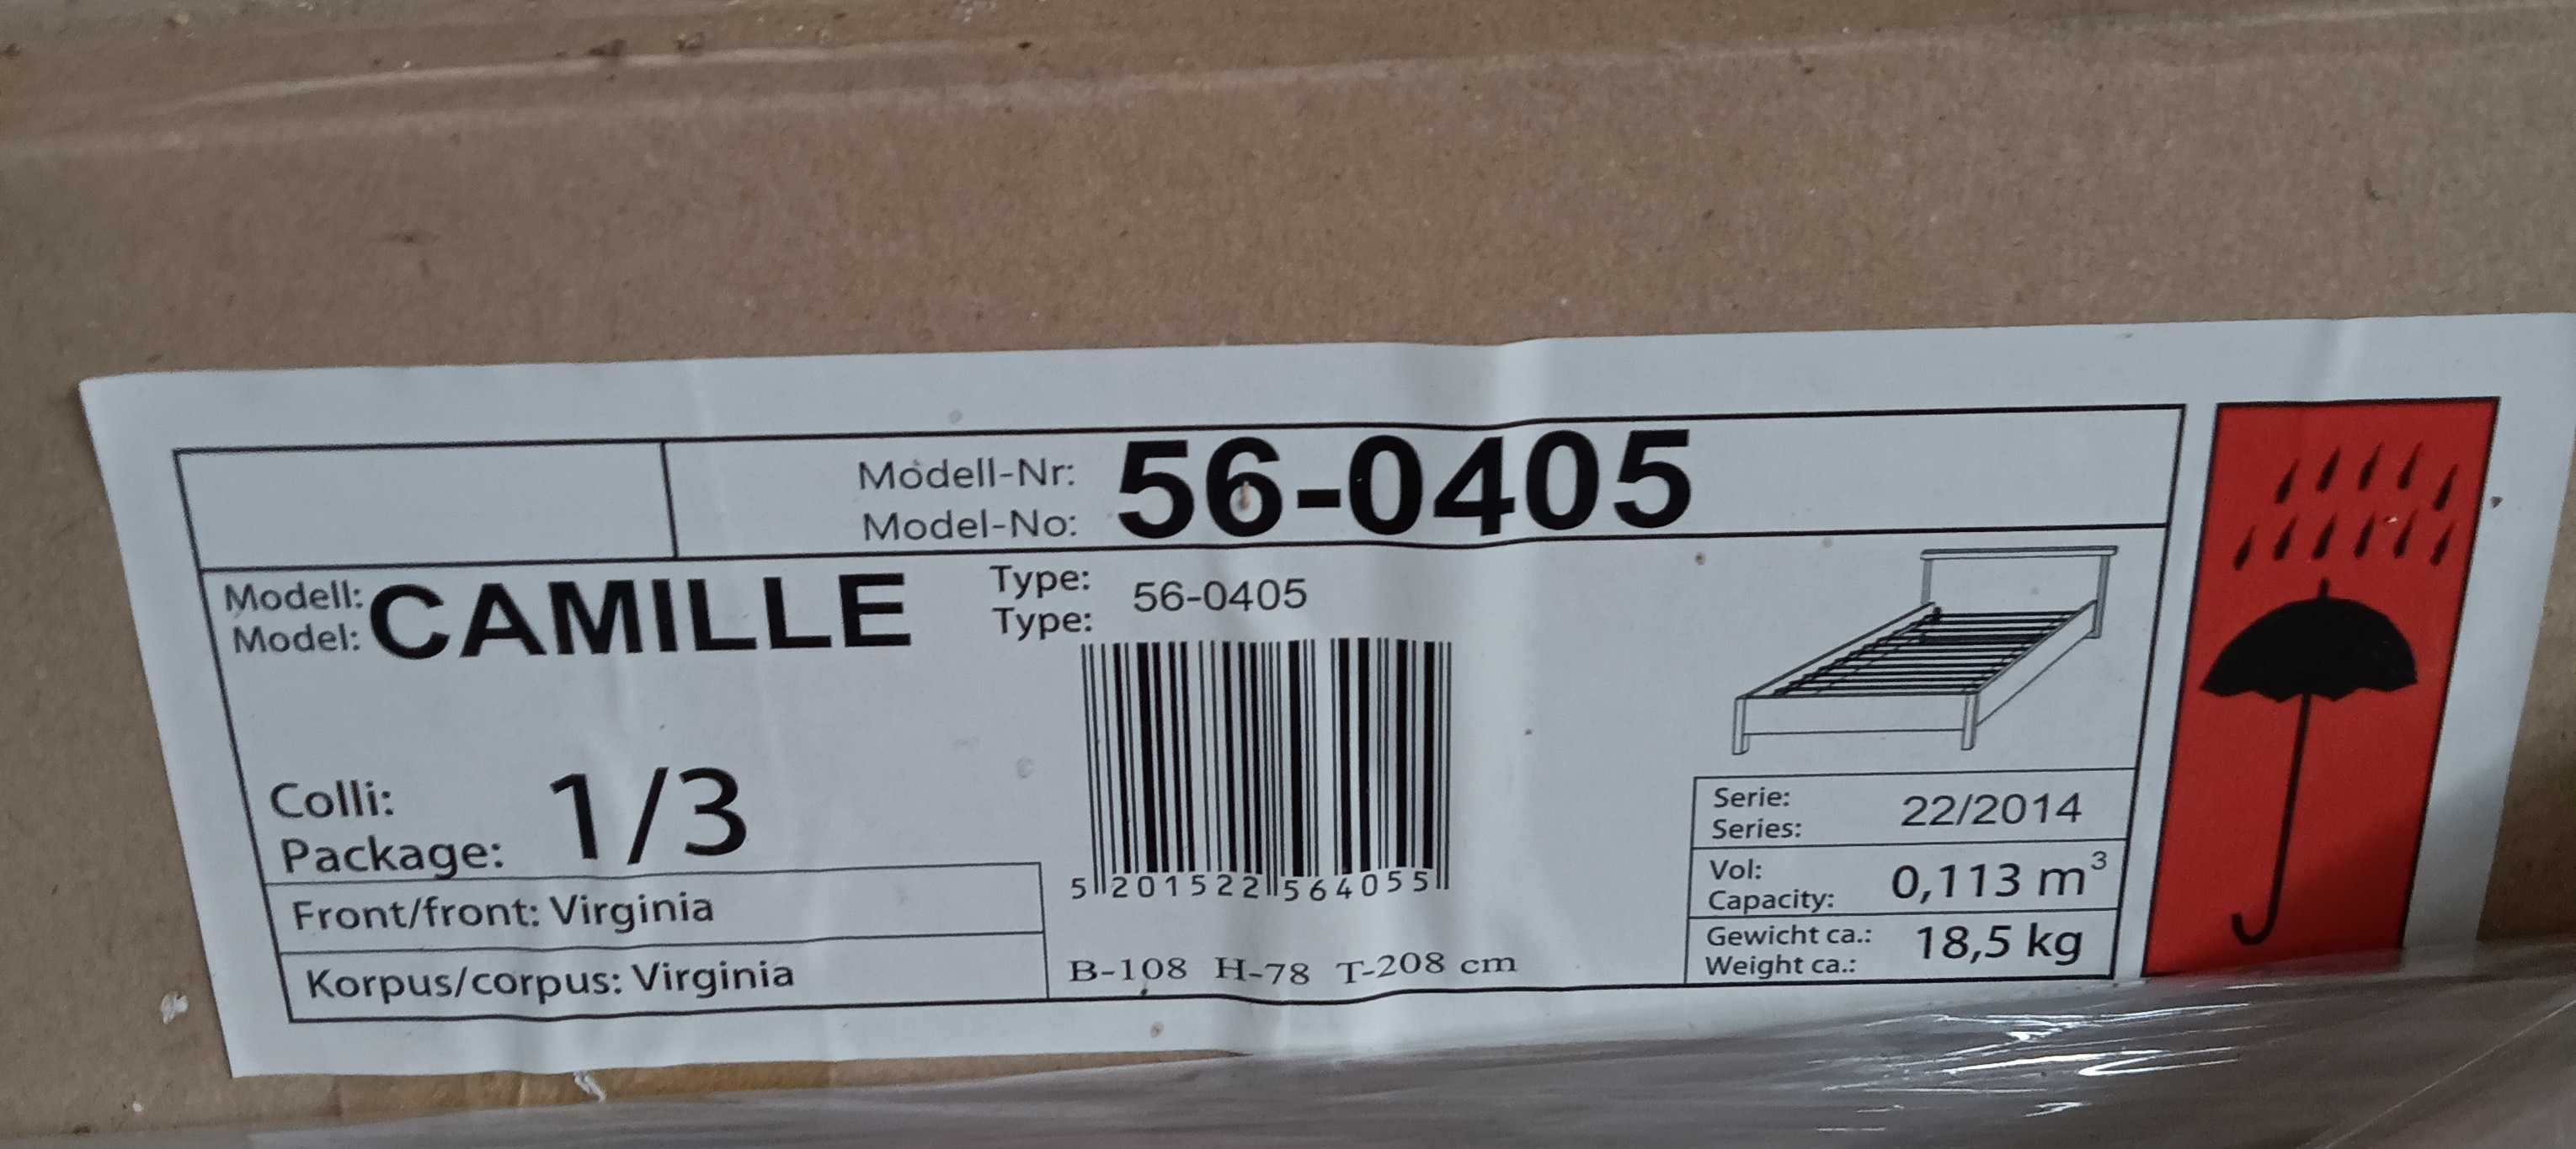 Modell-Nr:
Model-No:
56-0405
Modell:
Model:
CAMILLE
Type:
Type:
56-0405
Colli:
Package:
1/3
5 201522 564055
Front/front: Virginia
Korpus/corpus: Virginia
B-108 H-78 T-208 cm
Serie:
Series:
22/2014
Vol:
Capacity:
0,113 m³
Gewicht ca.:
Weight ca.:
18,5 kg